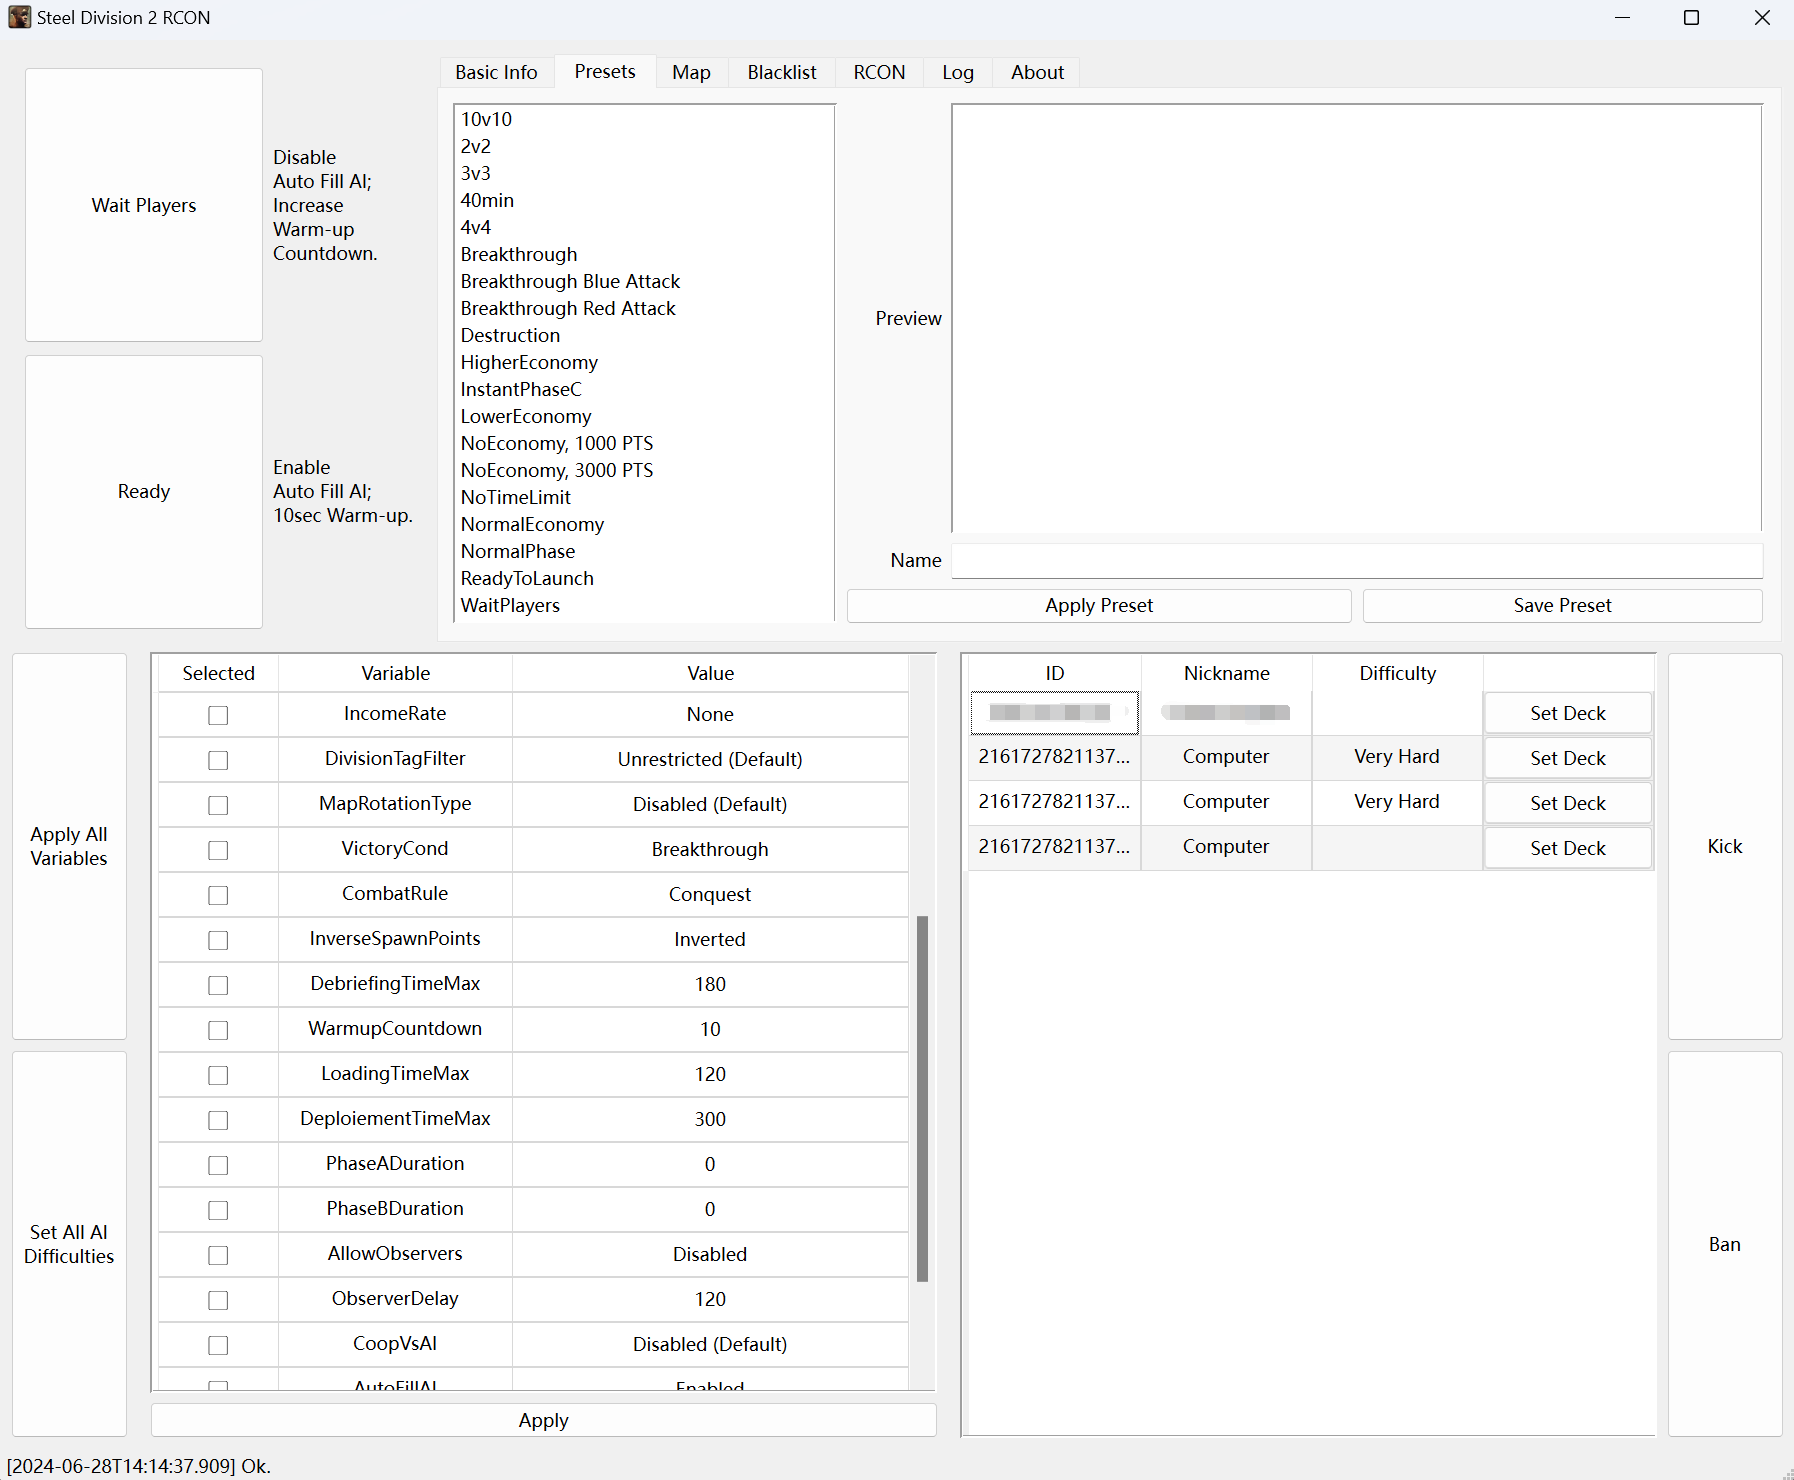 Steel Division 2 RCON
Wait Players
Disable
Auto Fill AI;
Increase
Warm-up
Countdown.
Ready
Enable
Auto Fill AI;
10sec Warm-up.
Basic Info
Presets
Map
Blacklist
RCON
Log
About
10v10
2v2
3v3
40min
4v4
Breakthrough
Breakthrough Blue Attack
Breakthrough Red Attack
Destruction
HigherEconomy
InstantPhaseC
LowerEconomy
NoEconomy, 1000 PTS
NoEconomy, 3000 PTS
NoTimeLimit
NormalEconomy
NormalPhase
ReadyToLaunch
WaitPlayers
Preview
Name
Apply Preset
Save Preset
Apply All
Variables
Set All AI
Difficulties
Selected Variable Value
IncomeRate None
DivisionTagFilter Unrestricted (Default)
MapRotationType Disabled (Default)
VictoryCond Breakthrough
CombatRule Conquest
InverseSpawnPoints Inverted
DebriefingTimeMax 180
WarmupCountdown 10
LoadingTimeMax 120
DeploiementTimeMax 300
PhaseADuration 0
PhaseBDuration 0
AllowObservers Disabled
ObserverDelay 120
CoopVsAI Disabled (Default)
AutoFillAI Enabled
Apply
ID Nickname Difficulty
Set Deck
2161727821137... Computer Very Hard Set Deck
2161727821137... Computer Very Hard Set Deck
2161727821137... Computer Set Deck
Kick
Ban
[2024-06-28T14:14:37.909] Ok.